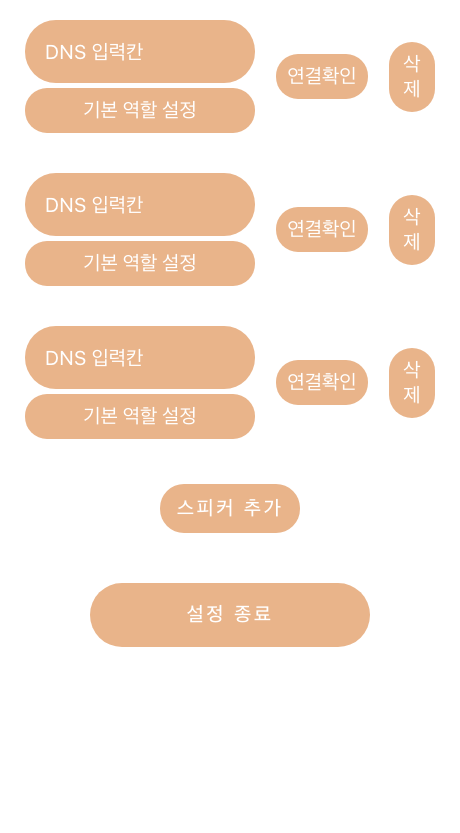 DNS 입력칸
기본 역할 설정
연결확인
삭
제
DNS 입력칸
기본 역할 설정
연결확인
삭
제
DNS 입력칸
기본 역할 설정
연결확인
삭
제
스피커 추가
설정 종료